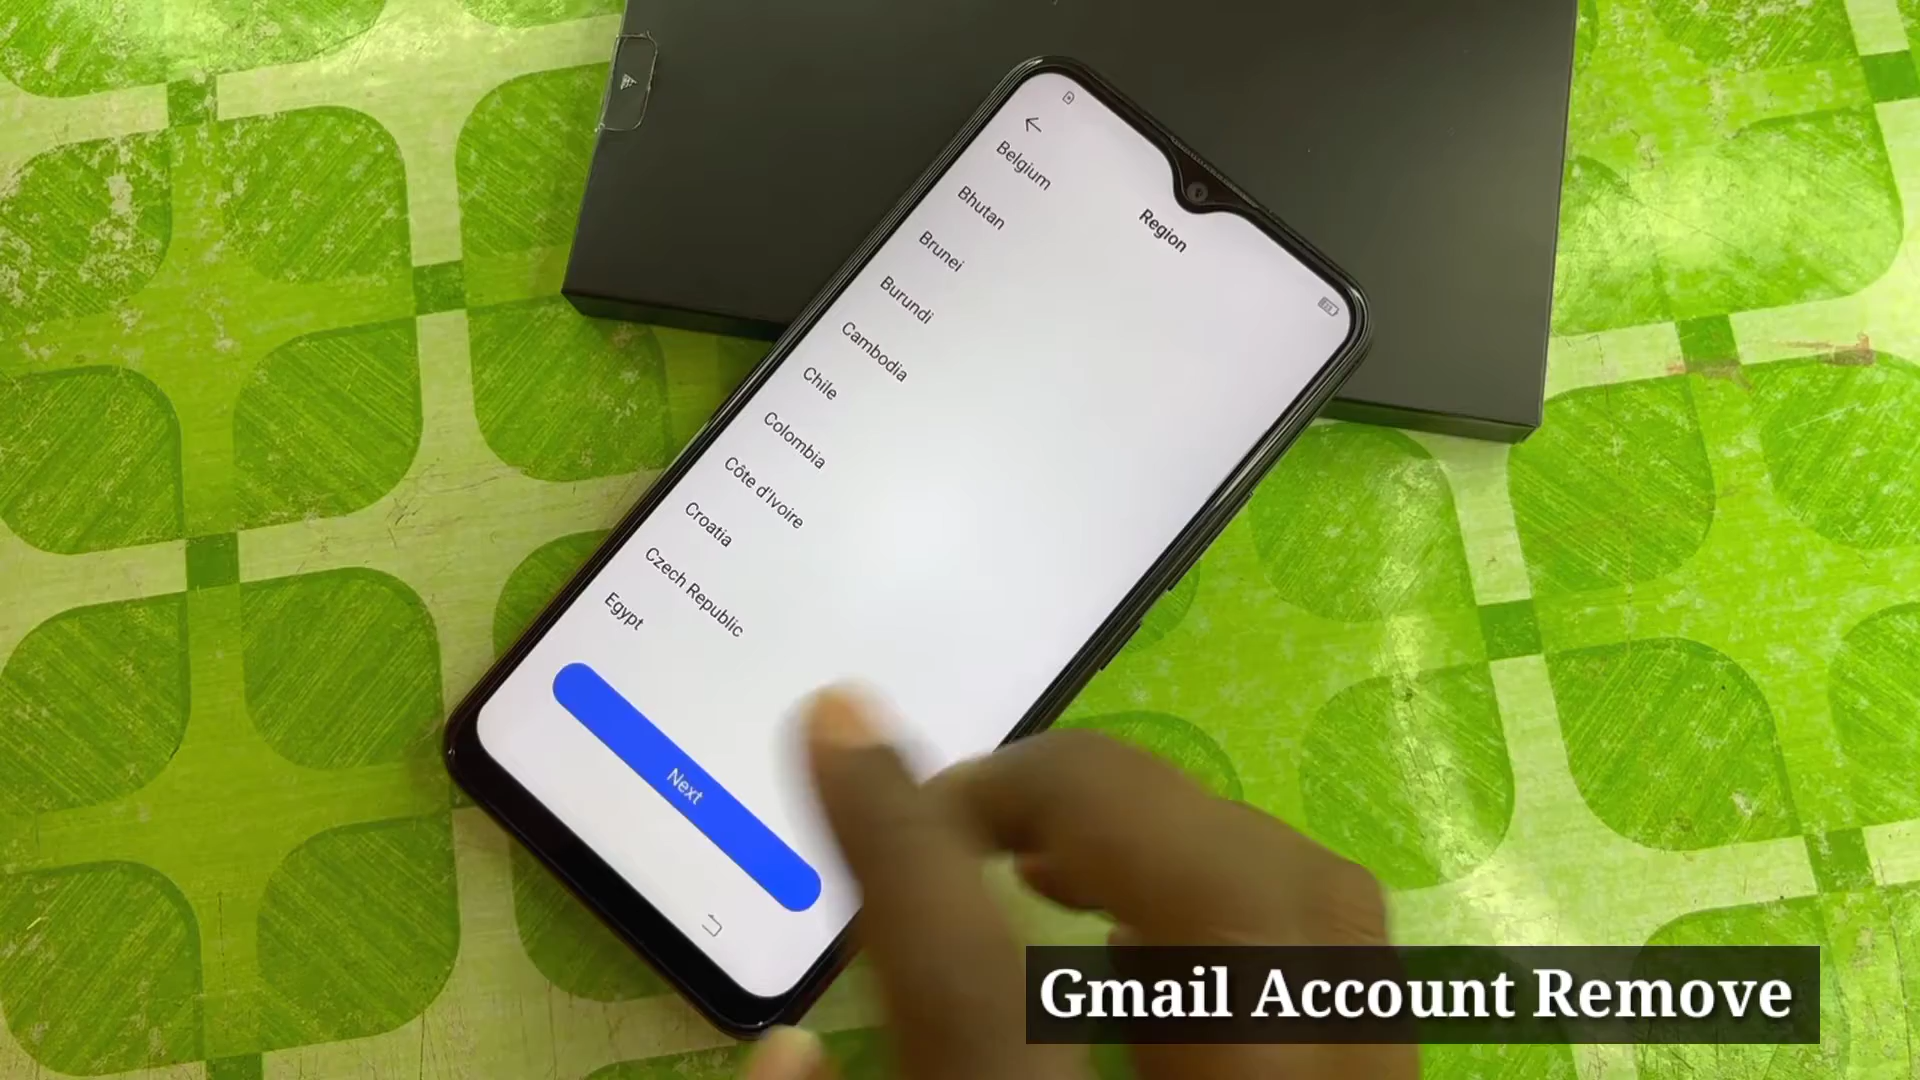 Region
Belgium
Bhutan
Brunei
Burundi
Cambodia
Chile
Colombia
Côte d'Ivoire
Croatia
Czech Republic
Egypt
Next
Gmail Account Remove